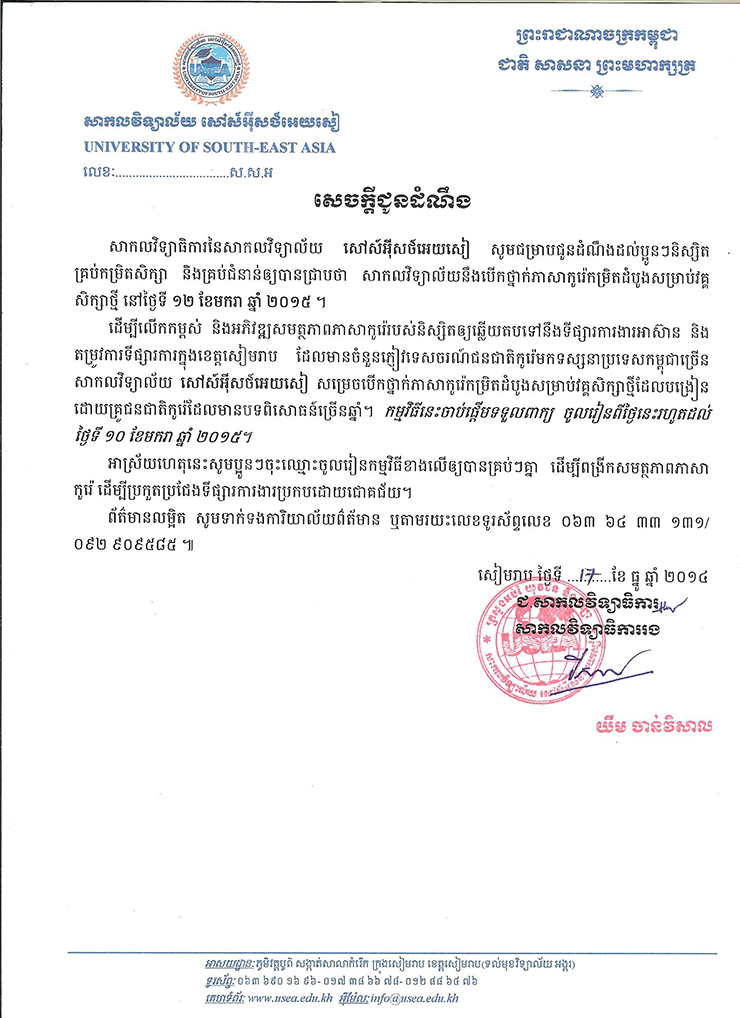 ព្រះរាជាណាចក្រកម្ពុជា
ជាតិ សាសនា ព្រះមហាក្សត្រ
USEA
UNIVERSITY OF SOUTH-EAST ASIA
សាកលវិទ្យាល័យ សៅស៍អ៊ីសថ៍អេយសៀ
UNIVERSITY OF SOUTH-EAST ASIA
លេខៈ..................................ស.ស.អ
សេចក្តីជូនដំណឹង
សាកលវិទ្យាធិការនៃសាកលវិទ្យាល័យ សៅស៍អ៊ីសថ៍អេយសៀ សូមជម្រាបជូនដំណឹងដល់ប្អូនៗនិស្សិត
គ្រប់កម្រិតសិក្សា និងគ្រប់ជំនាន់ឲ្យបានជ្រាបថា សាកលវិទ្យាល័យនឹងបើកថ្នាក់ភាសាកូរ៉េកម្រិតដំបូងសម្រាប់វគ្គ
សិក្សាថ្មី នៅថ្ងៃទី ១២ ខែមករា ឆ្នាំ ២០១៥ ។
ដើម្បីលើកកម្ពស់ និងអភិវឌ្ឍសមត្ថភាពភាសាកូរ៉េរបស់និស្សិតឲ្យឆ្លើយតបទៅនឹងទីផ្សារការងារអាស៊ាន និង
តម្រូវការទីផ្សារការក្នុងខេត្តសៀមរាប ដែលមានចំនួនភ្ញៀវទេសចរណ៍ជនជាតិកូរ៉េមកទស្សនាប្រទេសកម្ពុជាច្រើន
សាកលវិទ្យាល័យ សៅស៍អ៊ីសថ៍អេយសៀ សម្រេចបើកថ្នាក់ភាសាកូរ៉េកម្រិតដំបូងសម្រាប់វគ្គសិក្សាថ្មីដែលបង្រៀន
ដោយគ្រូជនជាតិកូរ៉េដែលមានបទពិសោធន៍ច្រើនឆ្នាំ។ កម្មវិធីនេះចាប់ផ្តើមទទួលពាក្យ ចូលរៀនពីថ្ងៃនេះរហូតដល់
ថ្ងៃទី ១០ ខែមករា ឆ្នាំ ២០១៥។
អាស្រ័យហេតុនេះសូមប្អូនៗចុះឈ្មោះចូលរៀនកម្មវិធីខាងលើឲ្យបានគ្រប់ៗគ្នា ដើម្បីពង្រីកសមត្ថភាពភាសា
កូរ៉េ ដើម្បីប្រកួតប្រជែងទីផ្សារការងារប្រកបដោយជោគជ័យ។
ព័ត៌មានលម្អិត សូមទាក់ទងការិយាល័យព័ត៌មាន ឬតាមរយះលេខទូរស័ព្ទលេខ ០៦៣ ៦៤ ៣៣ ១៣១/
០៩២ ៩០៩៥៨៥ ៕
សៀមរាប ថ្ងៃទី ...17......ខែ ធ្នូ ឆ្នាំ ២០១៤
ជ.សាកលវិទ្យាធិការ
សាកលវិទ្យាធិការរង
USEA
យឹម ចាន់វិសាល
អាសយដ្ឋានៈភូមិវត្តបូព៌ សង្កាត់សាលាកំរើក ក្រុងសៀមរាប ខេត្តសៀមរាប(ទល់មុខវិទ្យាល័យ អង្គរ)
ទូរស័ព្ទៈ០៦៣ ៦៩០ ១៦ ៩៦- ០១៧ ៣៨ ៦៦ ៧៨- ០១២ ៨៨ ៦៤ ៧៦
គេហទំព័រៈ www.usea.edu.kh អ៊ីម៉ែលៈinfo@usea.edu.kh